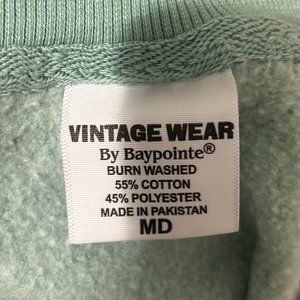 VINTAGE WEAR
By Baypointe®
BURN WASHED
55% COTTON
45% POLYESTER
MADE IN PAKISTAN
MD